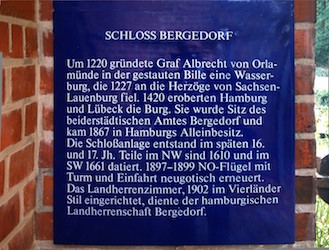 SCHLOSS BERGEDORF
Um 1220 gründete Graf Albrecht von Orla-
münde in der gestauten Bille eine Wasser-
burg, die 1227 an die Herzöge von Sachsen-
Lauenburg fiel. 1420 eroberten Hamburg
und Lübeck die Burg. Sie wurde Sitz des
beiderstädtischen Amtes Bergedorf und
kam 1867 in Hamburgs Alleinbesitz.
Die Schloßanlage entstand im späten 16.
und 17. Jh. Teile im NW sind 1610 und im
SW 1661 datiert. 1897–1899 NO-Flügel mit
Turm und Einfahrt neugotisch erneuert.
Das Landherrenzimmer, 1902 im Vierländer
Stil eingerichtet, diente der hamburgischen
Landherrenschaft Bergedorf.